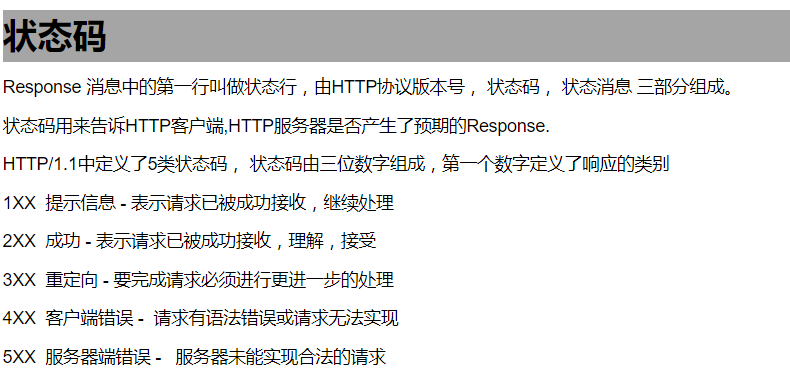 状态码
Response 消息中的第一行叫做状态行，由HTTP协议版本号， 状态码， 状态消息 三部分组成。
状态码用来告诉HTTP客户端,HTTP服务器是否产生了预期的Response.
HTTP/1.1中定义了5类状态码， 状态码由三位数字组成，第一个数字定义了响应的类别
1XX 提示信息 - 表示请求已被成功接收，继续处理
2XX 成功 - 表示请求已被成功接收，理解，接受
3XX 重定向 - 要完成请求必须进行更进一步的处理
4XX 客户端错误 - 请求有语法错误或请求无法实现
5XX 服务器端错误 - 服务器未能实现合法的请求